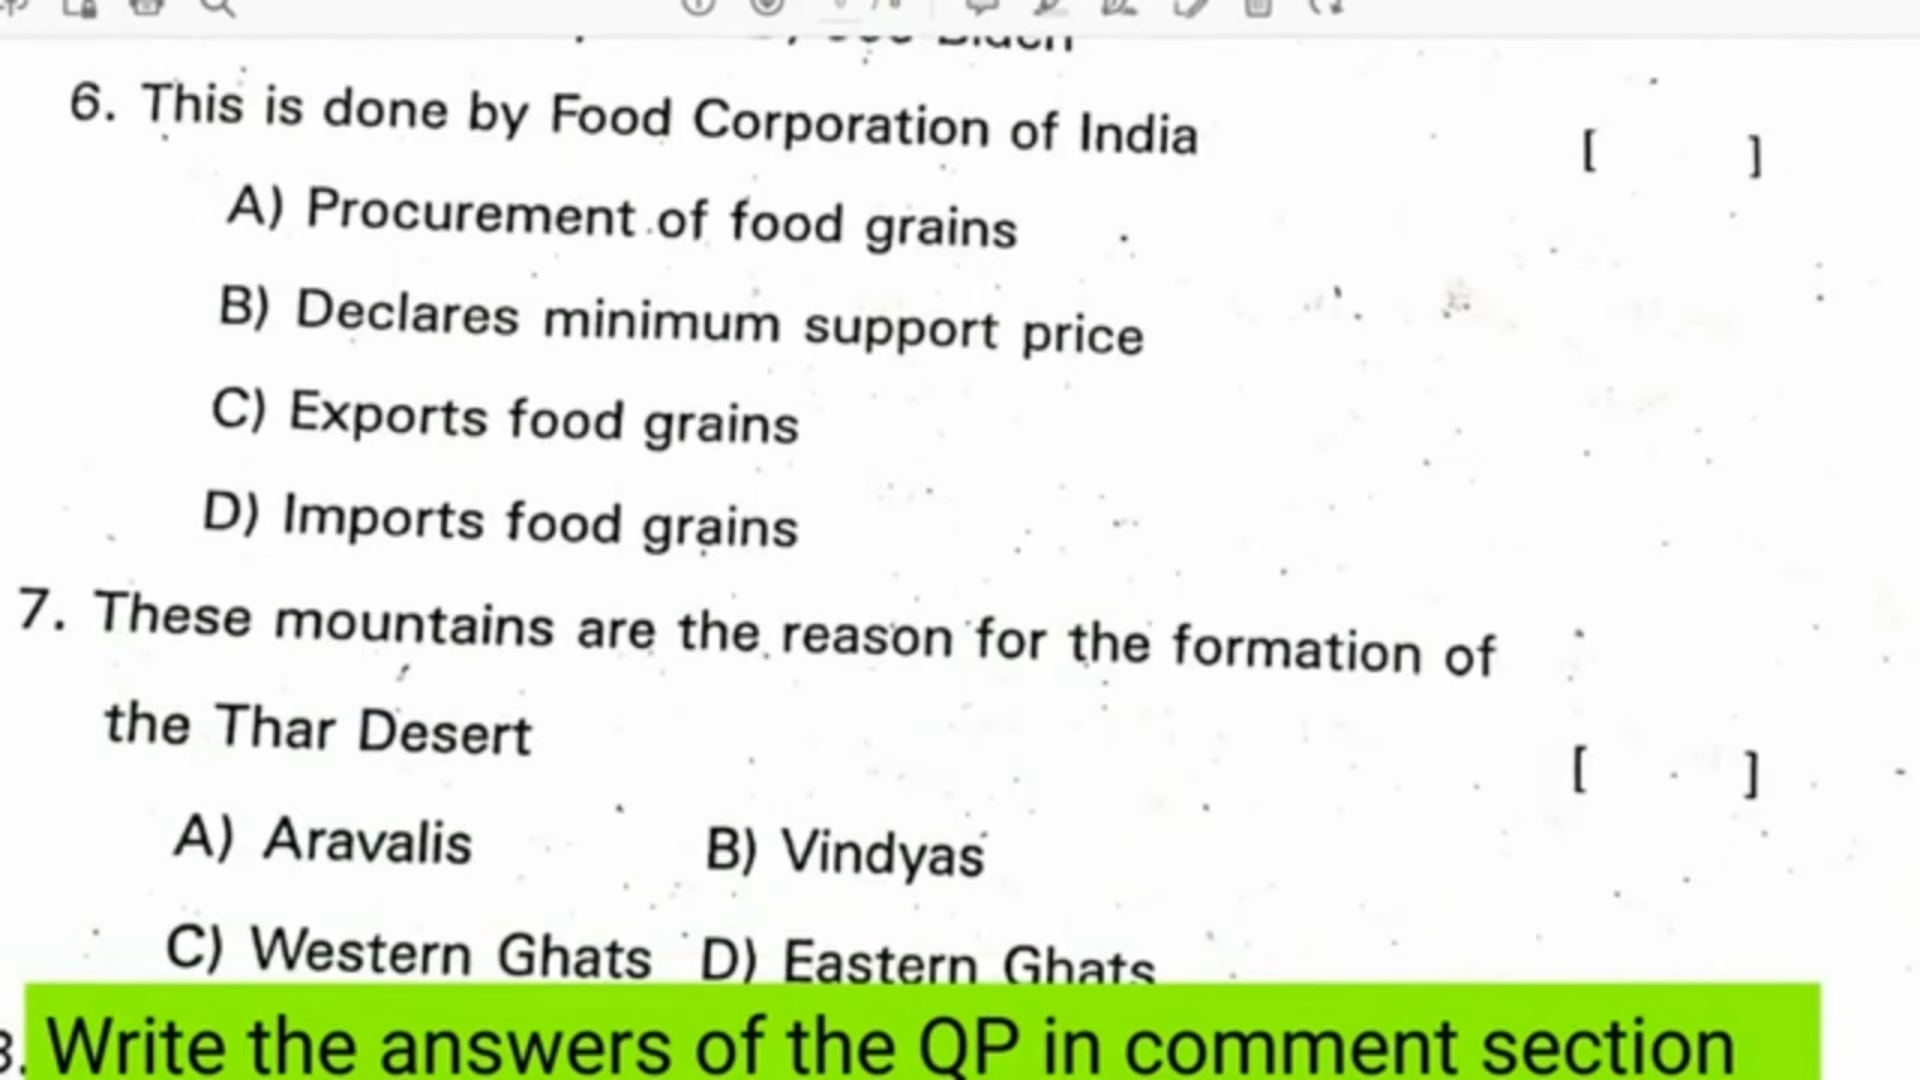 6. This is done by Food Corporation of India [ ]
A) Procurement of food grains
B) Declares minimum support price
C) Exports food grains
D) Imports food grains
7. These mountains are the reason for the formation of
the Thar Desert [ ]
A) Aravalis B) Vindyas
C) Western Ghats D) Eastern Ghats
Write the answers of the QP in comment section